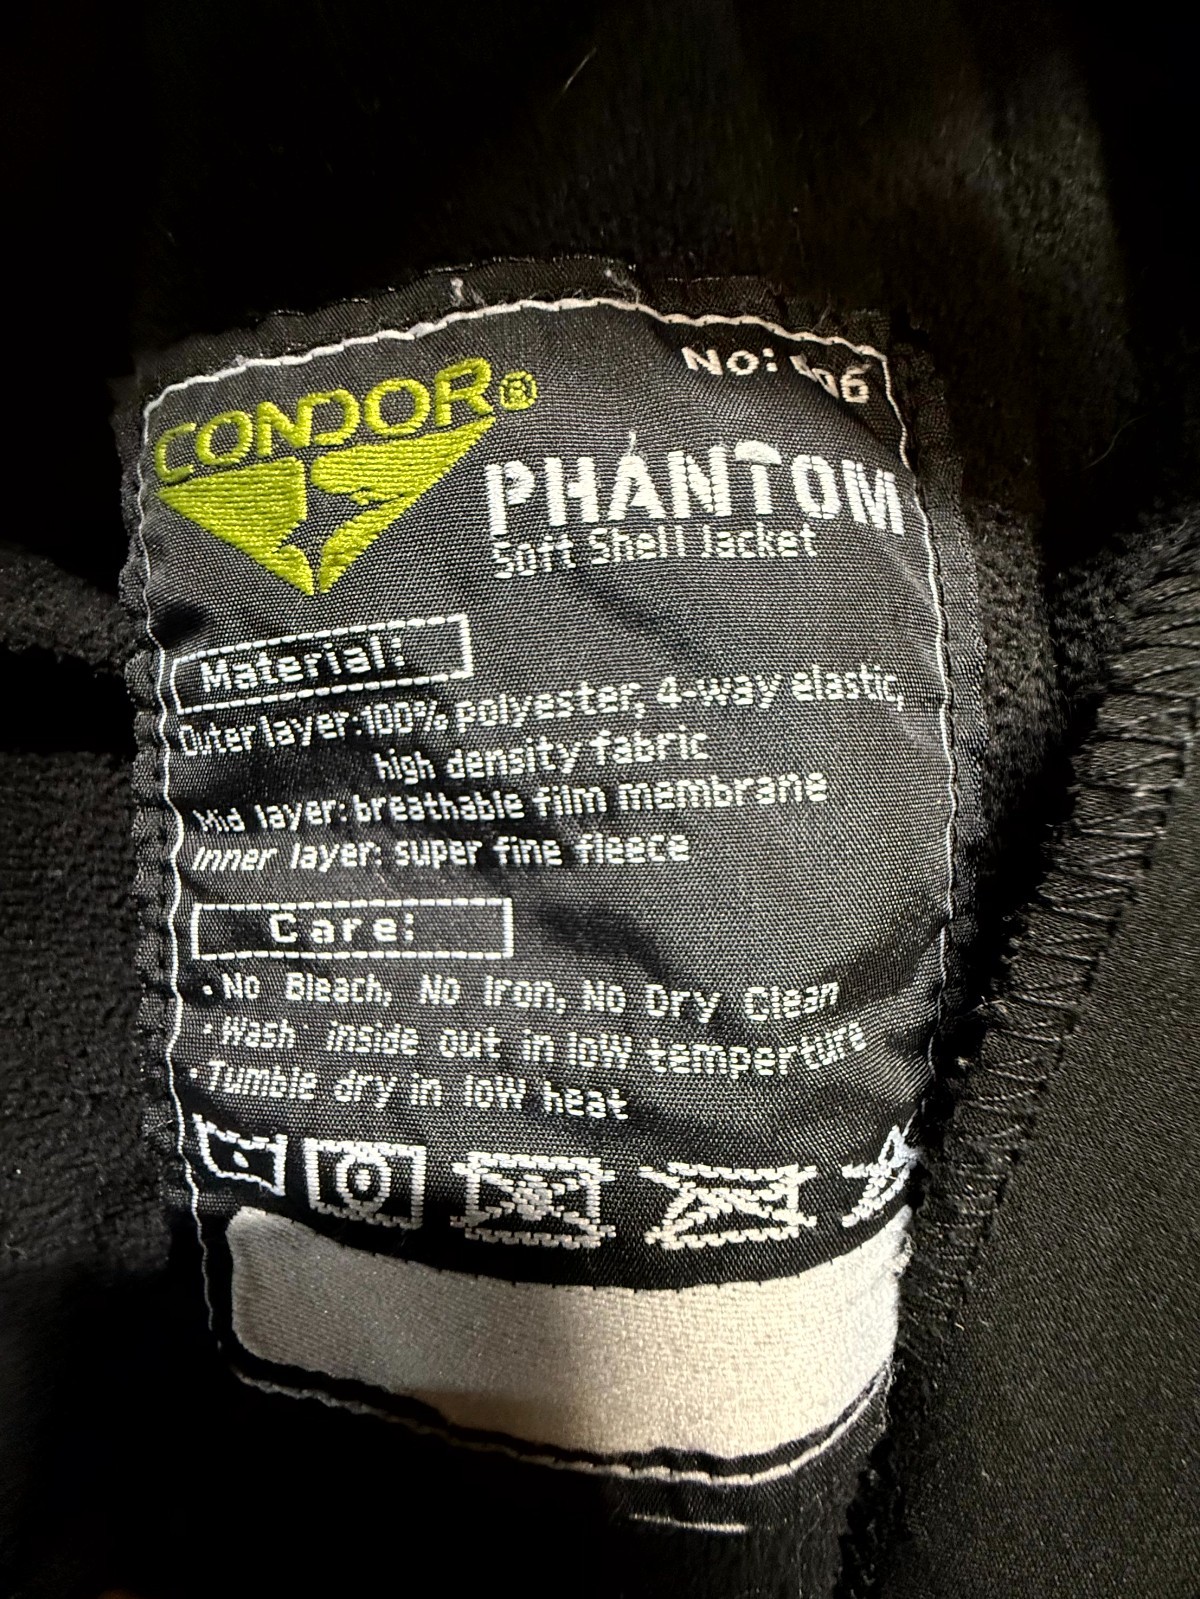 CONDOR®
No: 606
PHANTOM
Soft Shell Jacket
Material:
Outer layer: 100% polyester, 4-way elastic,
high density fabric
Mid layer: breathable film membrane
Inner layer: super fine fleece
Care:
· No Bleach, No Iron, No Dry Clean
· Wash inside out in low temperture
· Tumble dry in low heat